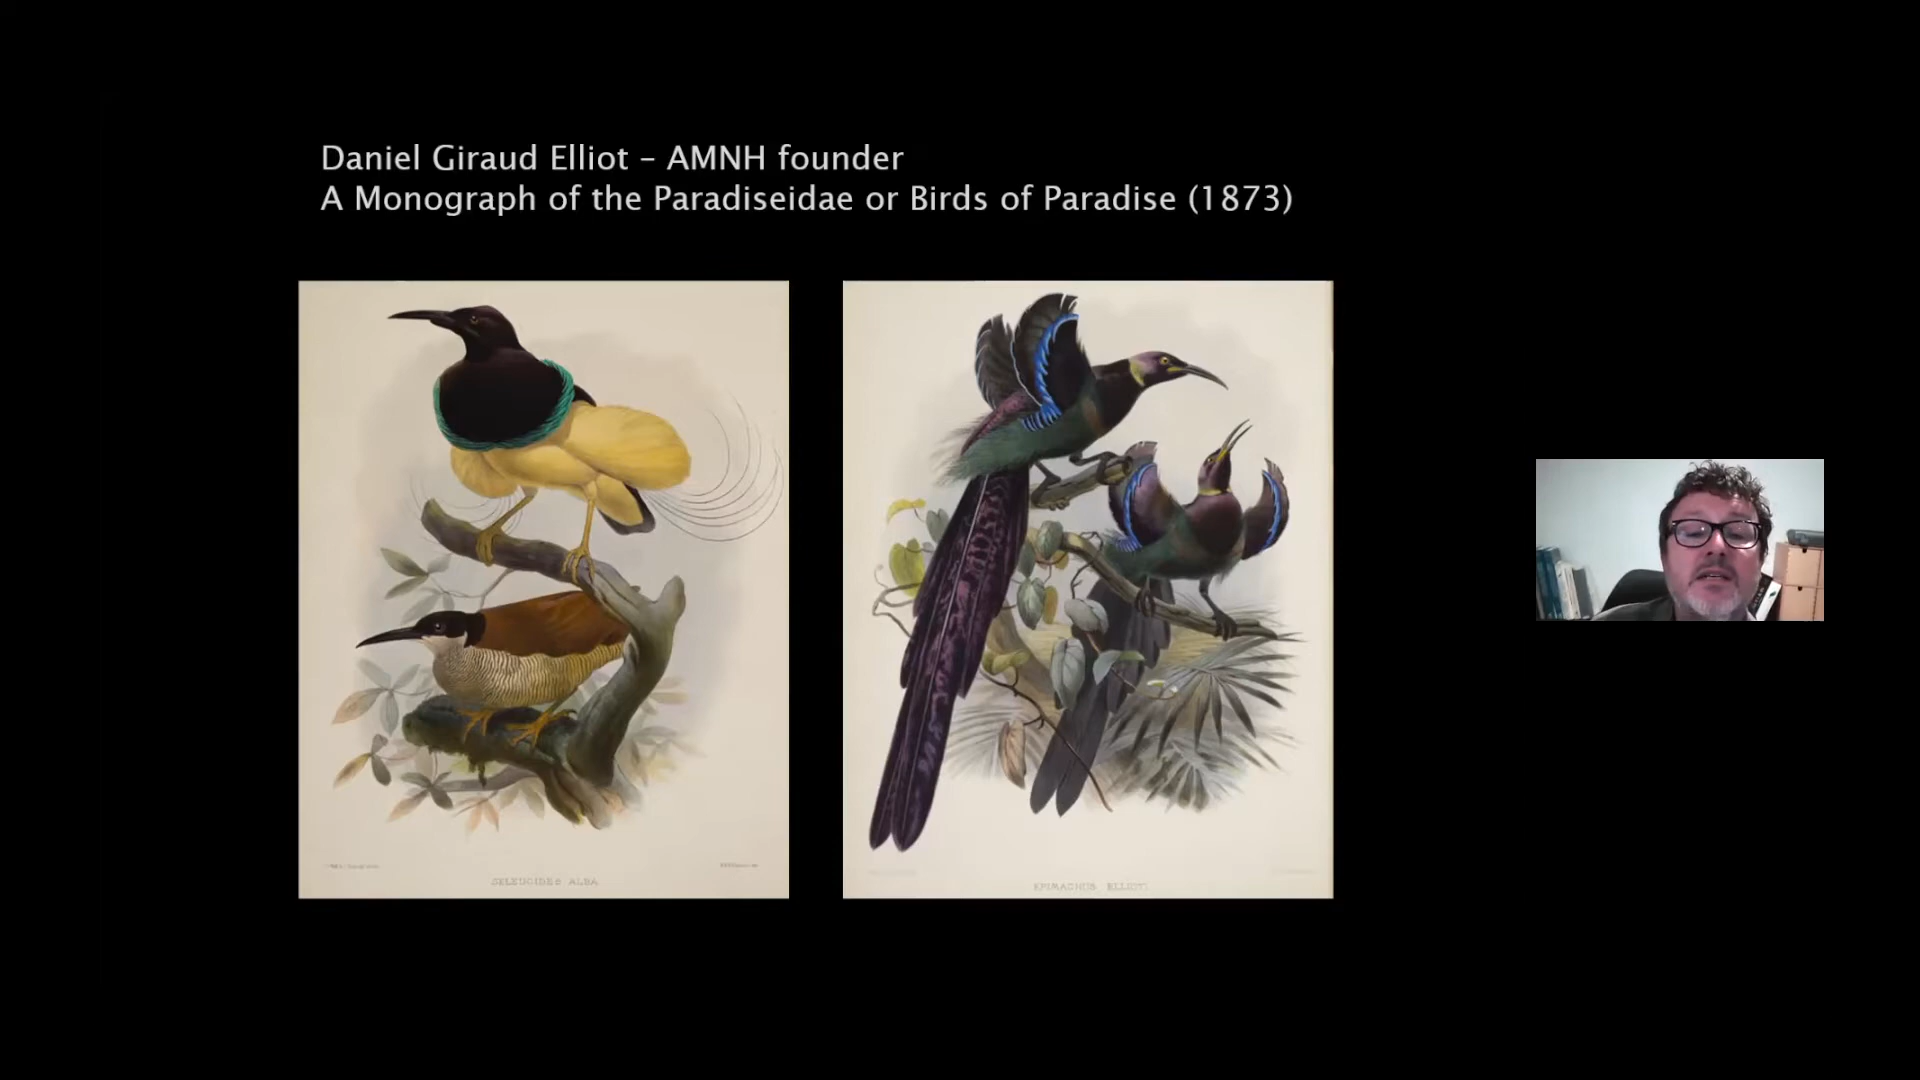 Daniel Giraud Elliot – AMNH founder
A Monograph of the Paradiseidae or Birds of Paradise (1873)
SELEUCIDES ALBA
EPIMACHUS ELLIOTI